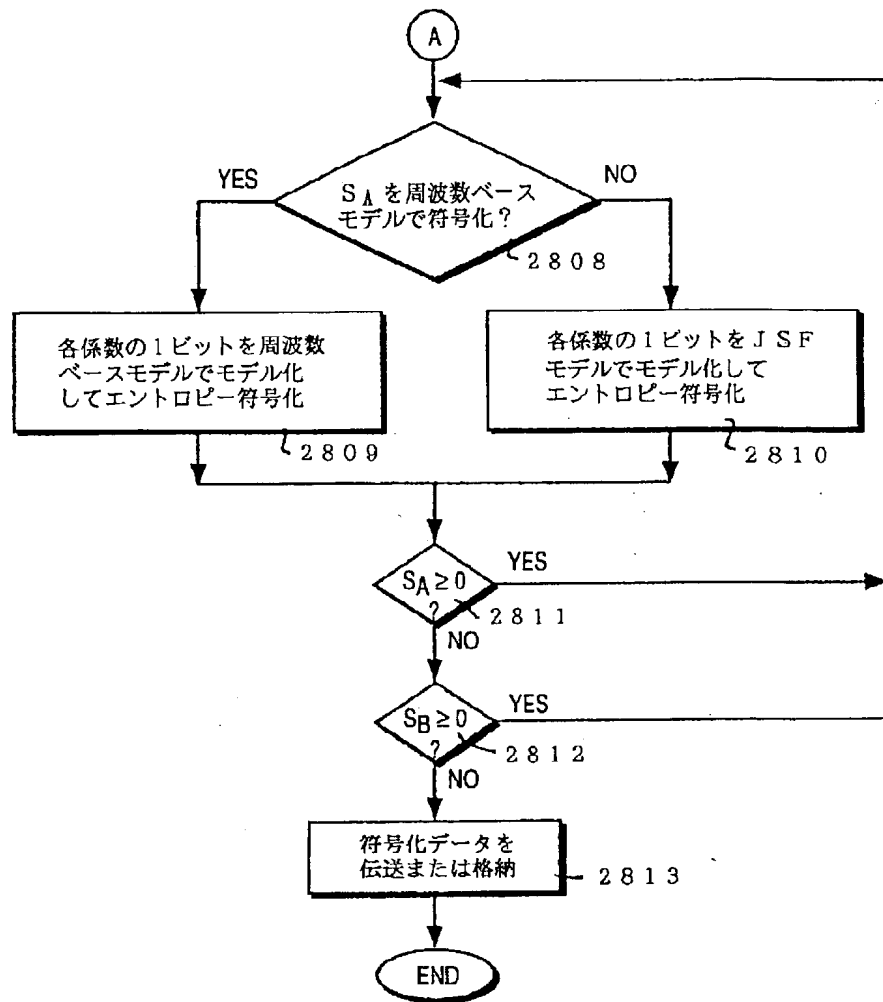 A
YES
NO
S_Aを周波数ベース
モデルで符号化?
2808
各係数の1ビットを周波数
ベースモデルでモデル化
してエントロピー符号化
2809
各係数の1ビットをJSF
モデルでモデル化して
エントロピー符号化
2810
S_A≥0
?
YES
2811
NO
S_B≥0
?
YES
2812
NO
符号化データを
伝送または格納
2813
END